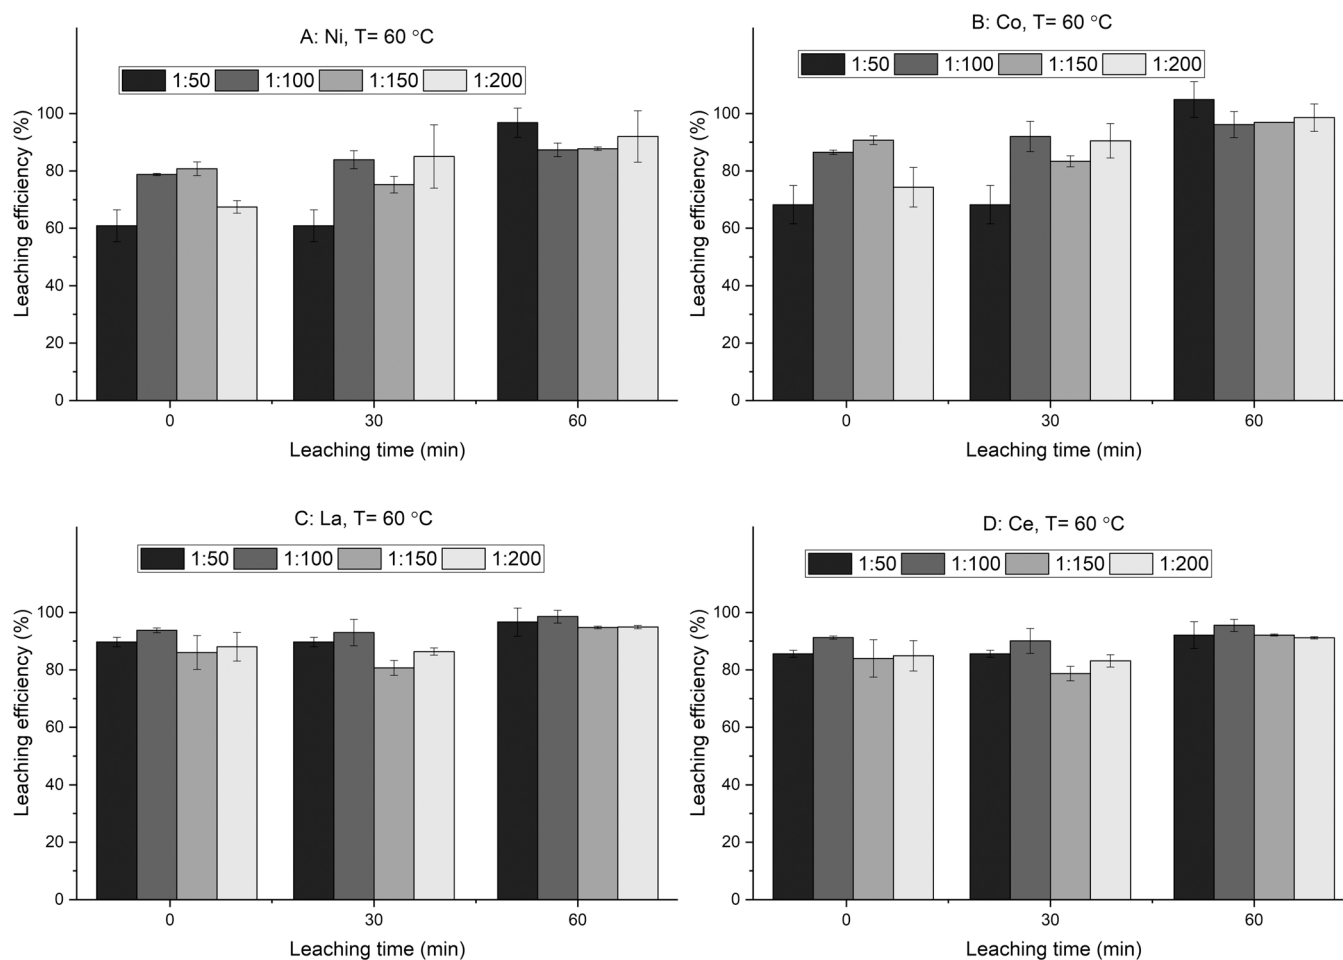 A: Ni, T= 60 °C
1:50 1:100 1:150 1:200
Leaching efficiency (%)
100
80
60
40
20
0
0 30 60
Leaching time (min)
B: Co, T= 60 °C
1:50 1:100 1:150 1:200
Leaching efficiency (%)
100
80
60
40
20
0
0 30 60
Leaching time (min)
C: La, T= 60 °C
1:50 1:100 1:150 1:200
Leaching efficiency (%)
100
80
60
40
20
0
0 30 60
Leaching time (min)
D: Ce, T= 60 °C
1:50 1:100 1:150 1:200
Leaching efficiency (%)
100
80
60
40
20
0
0 30 60
Leaching time (min)